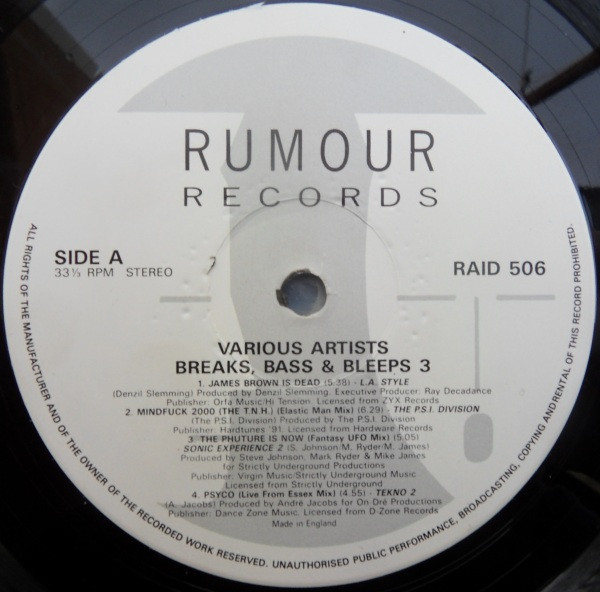 RUMOUR
RECORDS
SIDE A
33⅓ RPM STEREO
RAID 506
VARIOUS ARTISTS
BREAKS, BASS & BLEEPS 3
1. JAMES BROWN IS DEAD (5.38) - L.A. STYLE
(Denzil Slemming) Produced by Denzil Slemming. Executive Producer: Ray Decadance
Publisher: Orfa Music/Hi Tension. Licensed from ZYX Records
2. MINDFUCK 2000 (THE T.N.H.) (Elastic Man Mix) (6.29) - THE P.S.I. DIVISION
(The P.S.I. Division) Produced by The P.S.I. Division
Publisher: Hardtunes '91. Licensed from Hardware Records
3. THE PHUTURE IS NOW (Fantasy UFO Mix) (5.05)
- SONIC EXPERIENCE 2 (S. Johnson/M. Ryder/M. James)
Produced by Steve Johnson, Mark Ryder & Mike James
for Strictly Underground Productions
Publisher: Virgin Music/Strictly Underground Music
Licensed from Strictly Underground
4. PSYCO (Live From Essex Mix) (4.55) - TEKNO 2
(A. Jacobs) Produced by André Jacobs for On-Dré Productions
Publisher: Dance Zone Music. Licensed from D-Zone Records
Made in England
ALL RIGHTS OF THE MANUFACTURER AND OF THE OWNER OF THE RECORDED WORK RESERVED. UNAUTHORISED PUBLIC PERFORMANCE, BROADCASTING, COPYING AND RENTAL OF THIS RECORD PROHIBITED.